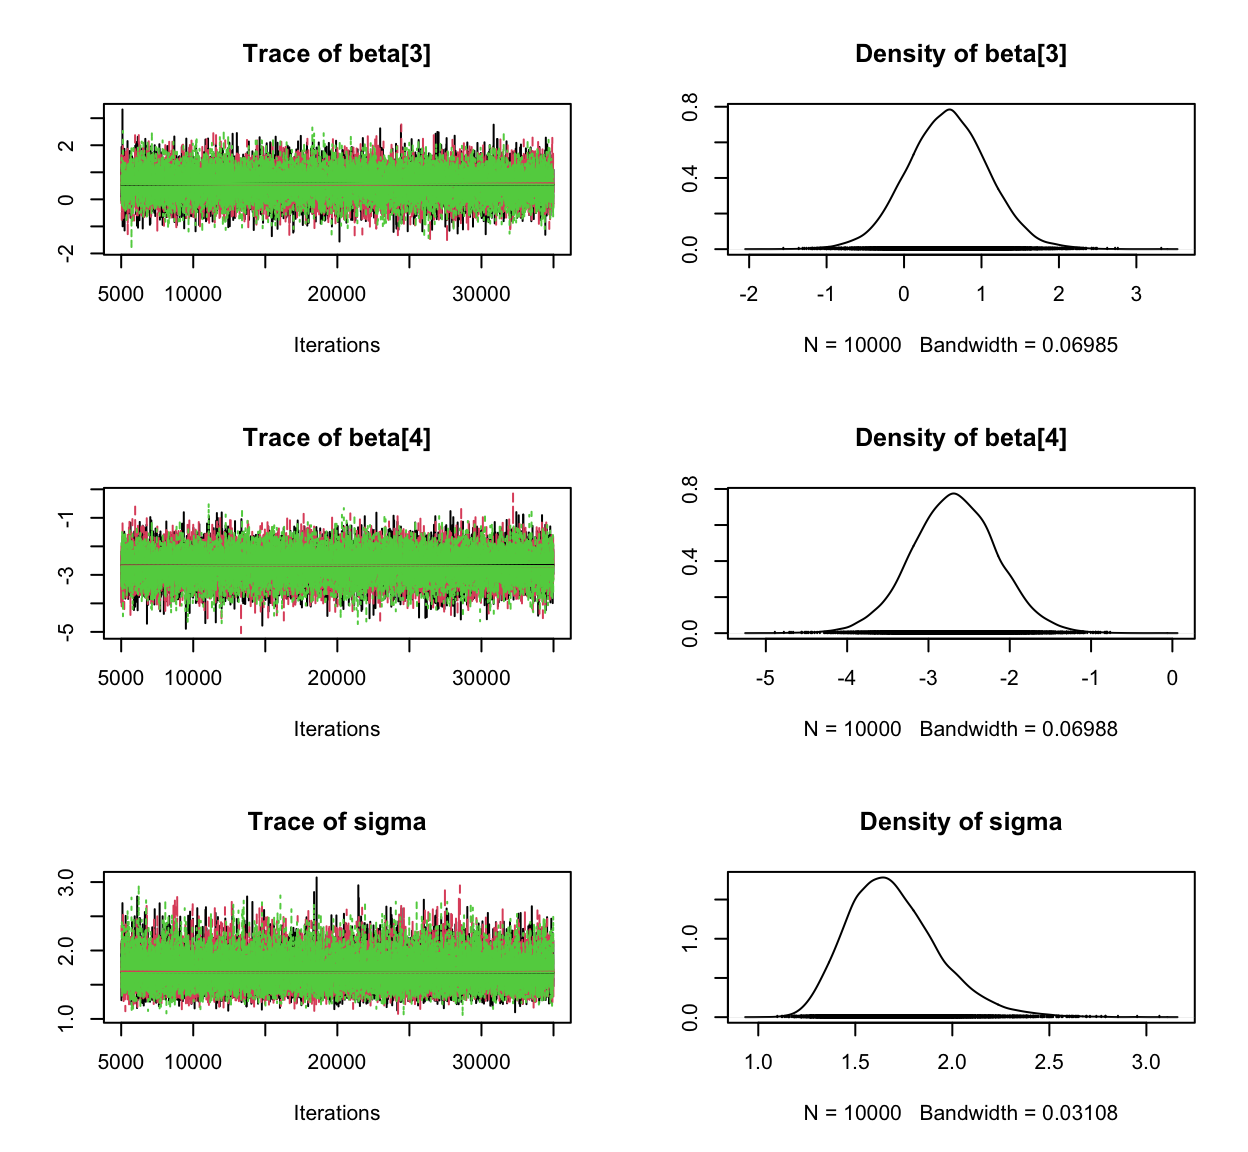 Trace of beta[3]
2
0
-2
5000 10000 20000 30000
Iterations
Density of beta[3]
0.8
0.4
0.0
-2 -1 0 1 2 3
N = 10000 Bandwidth = 0.06985
Trace of beta[4]
-1
-3
-5
5000 10000 20000 30000
Iterations
Density of beta[4]
0.8
0.4
0.0
-5 -4 -3 -2 -1 0
N = 10000 Bandwidth = 0.06988
Trace of sigma
3.0
2.0
1.0
5000 10000 20000 30000
Iterations
Density of sigma
1.0
0.0
1.0 1.5 2.0 2.5 3.0
N = 10000 Bandwidth = 0.03108